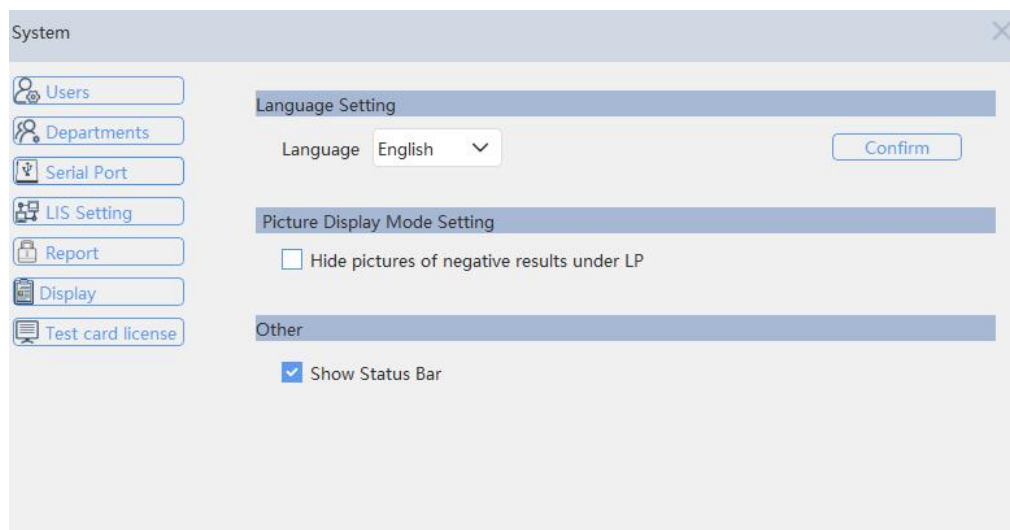 System
Users
Departments
Serial Port
LIS Setting
Report
Display
Test card license
Language Setting
Language English Confirm
Picture Display Mode Setting
Hide pictures of negative results under LP
Other
Show Status Bar